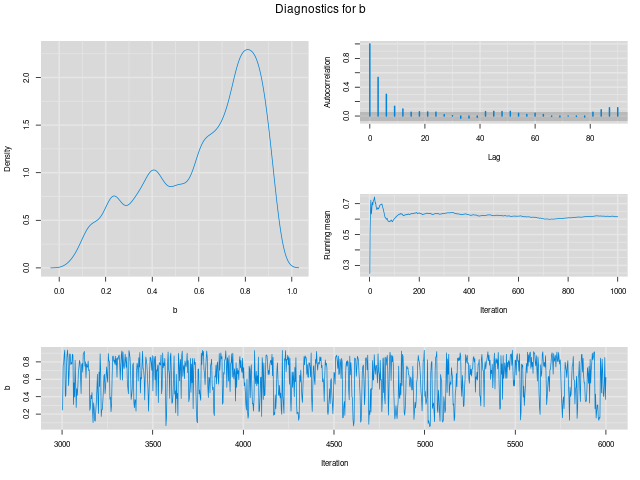 Diagnostics for b
Density
0.0 0.5 1.0 1.5 2.0
0.0 0.2 0.4 0.6 0.8 1.0
b
Autocorrelation
0.0 0.4 0.8
0 20 40 60 80
Lag
Running mean
0.3 0.5 0.7
0 200 400 600 800 1000
Iteration
b
0.2 0.4 0.6 0.8
3000 3500 4000 4500 5000 5500 6000
Iteration